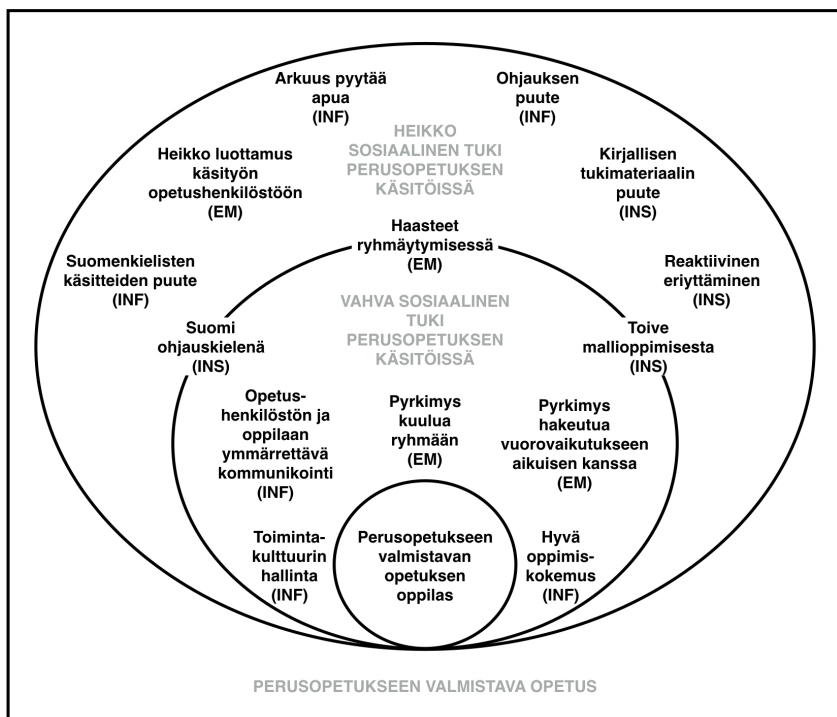 Arkuus pyytää
apua
(INF)
Ohjauksen
puute
(INF)
HEIKKO
SOSIAALINEN TUKI
PERUSOPETUKSEN
KÄSITÖISSÄ
Heikko luottamus
käsityön
opetushenkilöstöön
(EM)
Kirjallisen
tukimateriaalin
puute
(INS)
Haasteet
ryhmäytymisessä
(EM)
Suomenkielisten
käsitteiden puute
(INF)
Reaktiivinen
eriyttäminen
(INS)
VAHVA SOSIAALINEN
TUKI
PERUSOPETUKSEN
KÄSITÖISSÄ
Suomi
ohjauskielenä
(INS)
Toive
mallioppimisesta
(INS)
Opetus-
henkilöstön ja
oppilaan
ymmärrettävä
kommunikointi
(INF)
Pyrkimys
kuulua
ryhmään
(EM)
Pyrkimys
hakeutua
vuorovaikutukseen
aikuisen kanssa
(EM)
Toiminta-
kulttuurin
hallinta
(INF)
Perusopetukseen
valmistavan
opetuksen
oppilas
Hyvä
oppimis-
kokemus
(INF)
PERUSOPETUKSEEN VALMISTAVA OPETUS